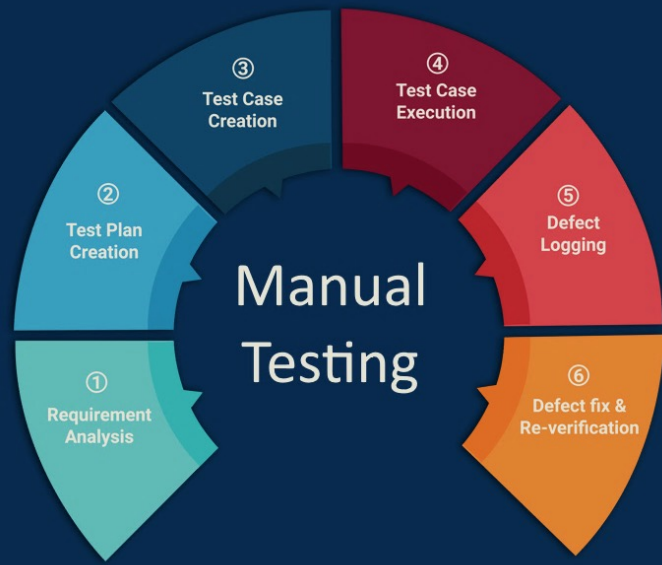 ①
Requirement
Analysis
②
Test Plan
Creation
③
Test Case
Creation
④
Test Case
Execution
⑤
Defect
Logging
⑥
Defect fix &
Re-verification
Manual
Testing